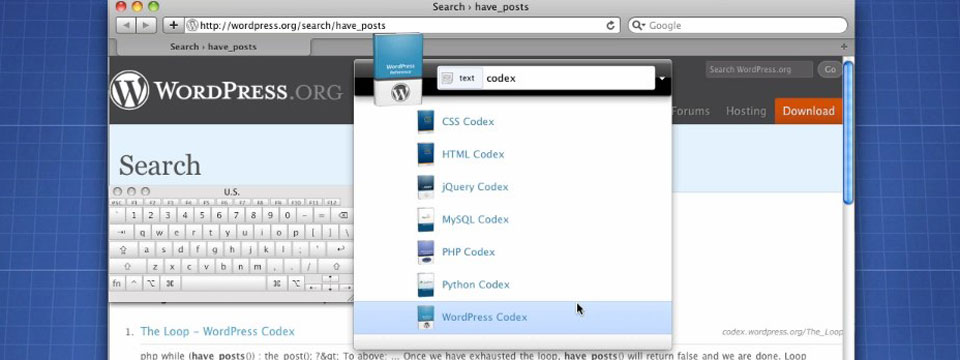 Search › have_posts
http://wordpress.org/search/have_posts
Google
Search › have_posts
WordPress
Reference
text codex
WORDPRESS.ORG
Search WordPress.org Go
Forums Hosting Download
Search
CSS Codex
HTML Codex
jQuery Codex
MySQL Codex
PHP Codex
Python Codex
WordPress Codex
U.S.
esc F1 F2 F3 F4 F5 F6 F7 F8 F9 F10 F11 F12
` 1 2 3 4 5 6 7 8 9 0 - =
q w e r t y u i o p [ ] \
a s d f g h j k l ; '
z x c v b n m , . /
fn
1. The Loop – WordPress Codex
codex.wordpress.org/The_Loop
php while (have_posts()) : the_post(); ?&gt; To above: ... Once we have exhausted the loop, have_posts() will return false and we are done. Loop